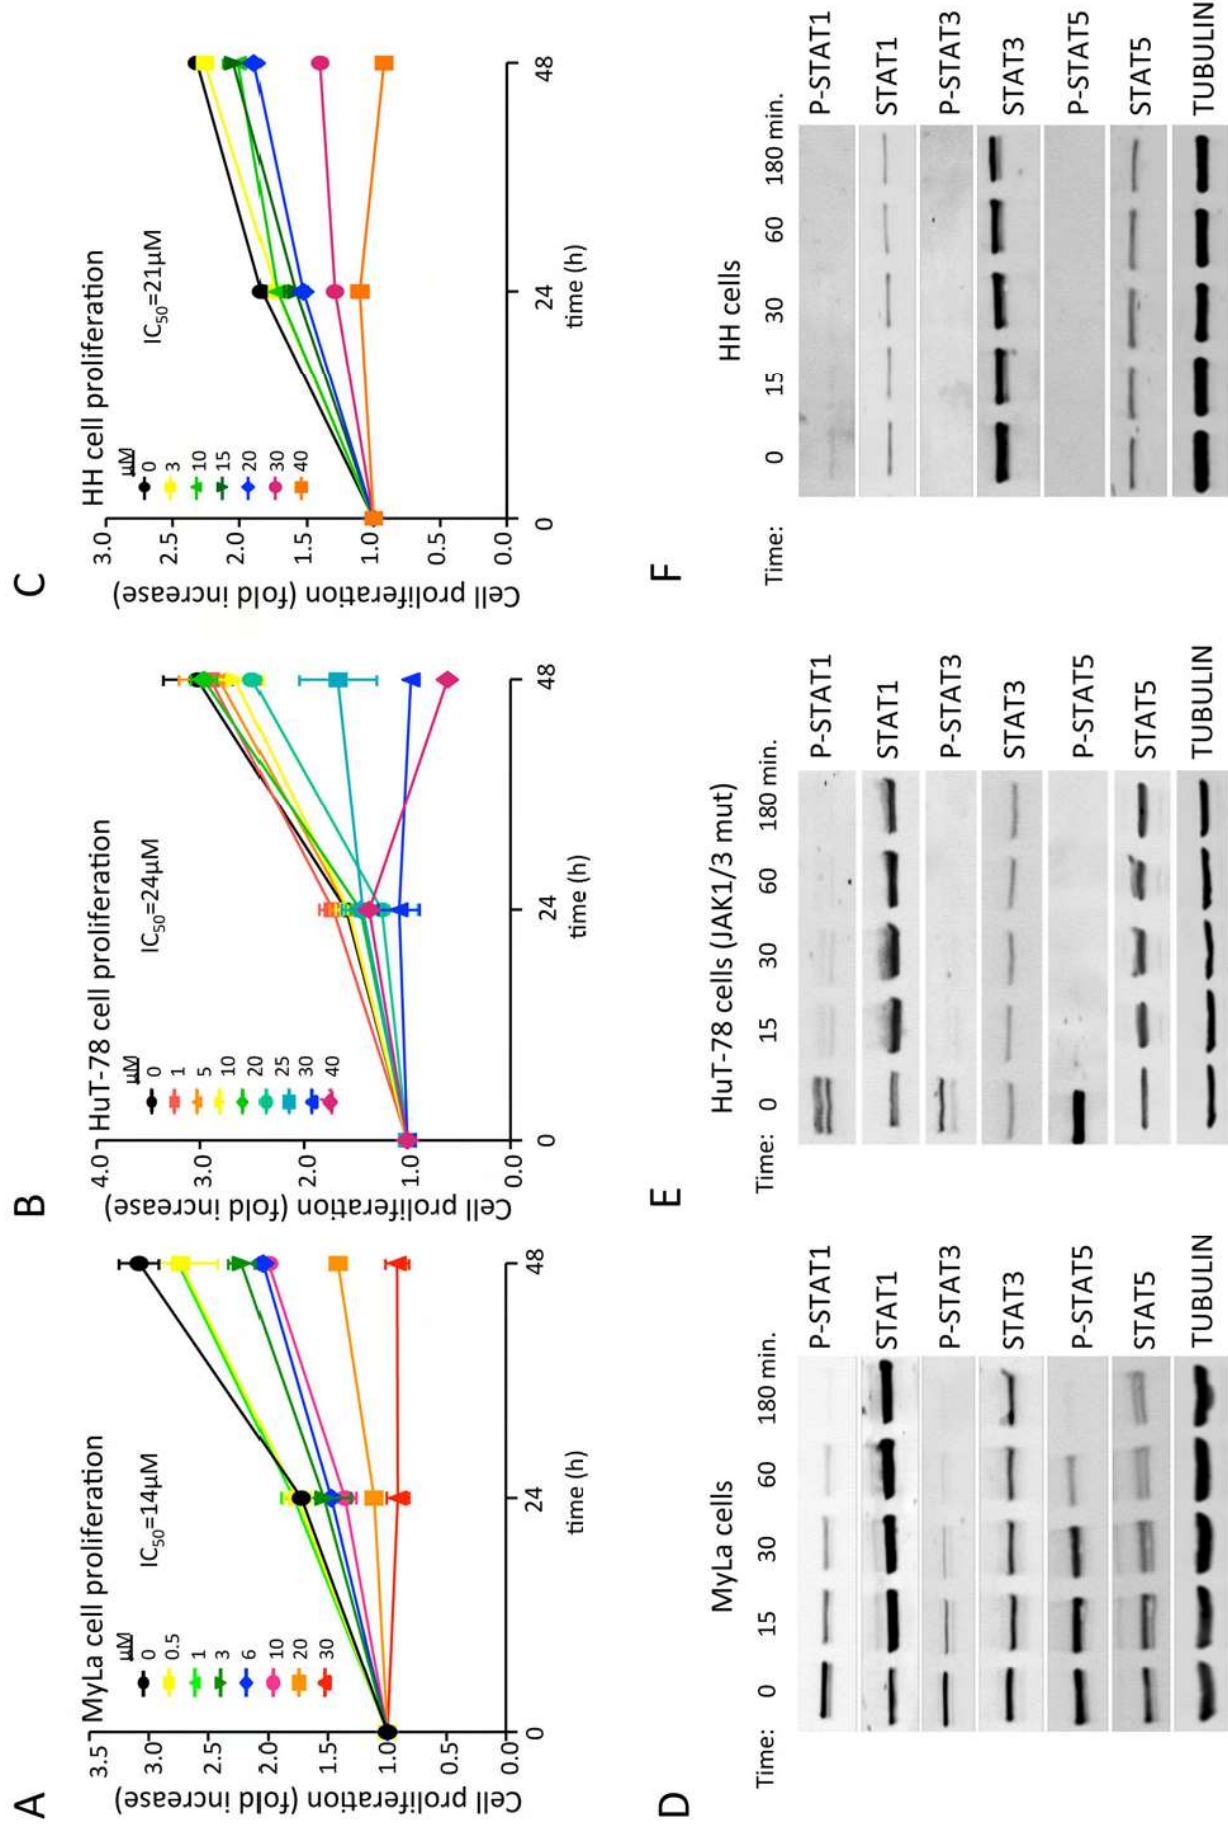 A
MyLa cell proliferation
IC50=14µM
µM
0
0.5
1
3
6
10
20
30
Cell proliferation (fold increase)
3.5
3.0
2.5
2.0
1.5
1.0
0.5
0.0
0
24
48
time (h)
B
HuT-78 cell proliferation
IC50=24µM
µM
0
1
5
10
20
25
30
40
Cell proliferation (fold increase)
4.0
3.0
2.0
1.0
0.0
0
24
48
time (h)
C
HH cell proliferation
IC50=21µM
µM
0
3
10
15
20
30
40
Cell proliferation (fold increase)
3.0
2.5
2.0
1.5
1.0
0.5
0.0
0
24
48
time (h)
D
MyLa cells
Time: 0 15 30 60 180 min.
P-STAT1
STAT1
P-STAT3
STAT3
P-STAT5
STAT5
TUBULIN
E
HuT-78 cells (JAK1/3 mut)
Time: 0 15 30 60 180 min.
P-STAT1
STAT1
P-STAT3
STAT3
P-STAT5
STAT5
TUBULIN
F
HH cells
Time: 0 15 30 60 180 min.
P-STAT1
STAT1
P-STAT3
STAT3
P-STAT5
STAT5
TUBULIN